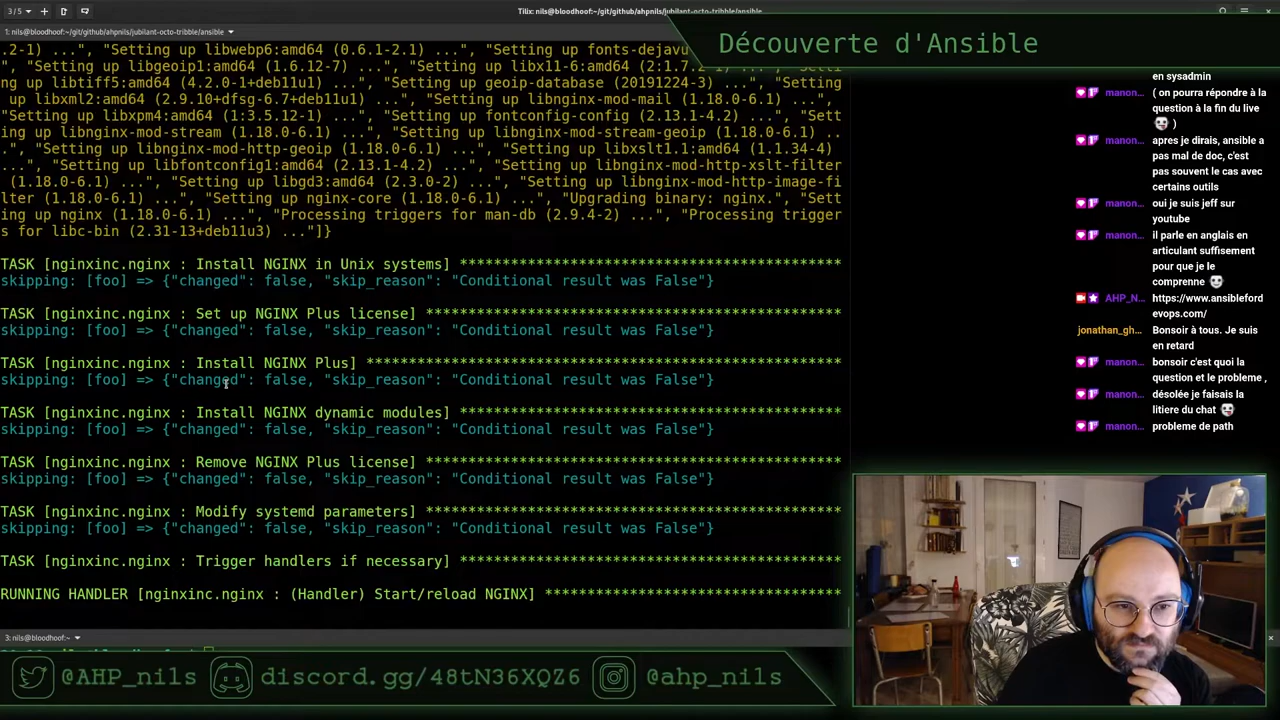 3 / 5
Tilix: nils@bloodhoof:~/git/github/ahpnils/jubilant-octo-tribble/ansible
1: nils@bloodhoof:~/git/github/ahpnils/jubilant-octo-tribble/ansible
Découverte d'Ansible
.2-1) ...", "Setting up libwebp6:amd64 (0.6.1-2.1) ...", "Setting up fonts-dejavu
", "Setting up libgeoip1:amd64 (1.6.12-7) ...", "Setting up libx11-6:amd64 (2:1.7.2-1
ng up libtiff5:amd64 (4.2.0-1+deb11u1) ...", "Setting up geoip-database (20191224-3) ...", "Setting
up libxml2:amd64 (2.9.10+dfsg-6.7+deb11u1) ...", "Setting up libnginx-mod-mail (1.18.0-6.1) ...",
"Setting up libxpm4:amd64 (1:3.5.12-1) ...", "Setting up fontconfig-config (2.13.1-4.2) ...", "Sett
ing up libnginx-mod-stream (1.18.0-6.1) ...", "Setting up libnginx-mod-stream-geoip (1.18.0-6.1) ..
.", "Setting up libnginx-mod-http-geoip (1.18.0-6.1) ...", "Setting up libxslt1.1:amd64 (1.1.34-4)
...", "Setting up libfontconfig1:amd64 (2.13.1-4.2) ...", "Setting up libnginx-mod-http-xslt-filter
(1.18.0-6.1) ...", "Setting up libgd3:amd64 (2.3.0-2) ...", "Setting up libnginx-mod-http-image-fi
lter (1.18.0-6.1) ...", "Setting up nginx-core (1.18.0-6.1) ...", "Upgrading binary: nginx.", "Sett
ing up nginx (1.18.0-6.1) ...", "Processing triggers for man-db (2.9.4-2) ...", "Processing trigger
s for libc-bin (2.31-13+deb11u3) ..."]}
TASK [nginxinc.nginx : Install NGINX in Unix systems] *********************************************
skipping: [foo] => {"changed": false, "skip_reason": "Conditional result was False"}
TASK [nginxinc.nginx : Set up NGINX Plus license] *************************************************
skipping: [foo] => {"changed": false, "skip_reason": "Conditional result was False"}
TASK [nginxinc.nginx : Install NGINX Plus] ********************************************************
skipping: [foo] => {"changed": false, "skip_reason": "Conditional result was False"}
TASK [nginxinc.nginx : Install NGINX dynamic modules] *********************************************
skipping: [foo] => {"changed": false, "skip_reason": "Conditional result was False"}
TASK [nginxinc.nginx : Remove NGINX Plus license] *************************************************
skipping: [foo] => {"changed": false, "skip_reason": "Conditional result was False"}
TASK [nginxinc.nginx : Modify systemd parameters] *************************************************
skipping: [foo] => {"changed": false, "skip_reason": "Conditional result was False"}
TASK [nginxinc.nginx : Trigger handlers if necessary] *********************************************
RUNNING HANDLER [nginxinc.nginx : (Handler) Start/reload NGINX] ***********************************
3: nils@bloodhoof:~
en sysadmin
manon... ( on pourra répondre à la
question à la fin du live
)
manon... apres je dirais, ansible a
pas mal de doc, c'est
pas souvent le cas avec
certains outils
manon... oui je suis jeff sur
youtube
manon... il parle en anglais en
articulant suffisement
pour que je le
comprenne
AHP_N... https://www.ansibleford
evops.com/
jonathan_gh... Bonsoir à tous. Je suis
en retard
manon... bonsoir c'est quoi la
question et le probleme ,
manon... désolée je faisais la
litiere du chat
manon... probleme de path
@AHP_nils
discord.gg/48tN36XQZ6
@ahp_nils